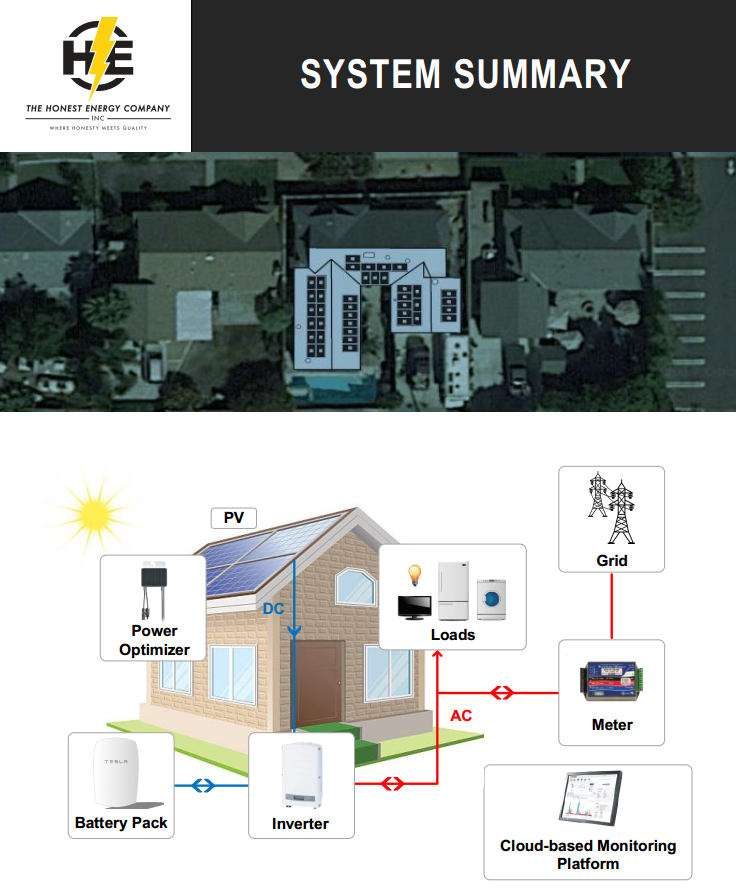 HE
THE HONEST ENERGY COMPANY
INC
WHERE HONESTY MEETS QUALITY
SYSTEM SUMMARY
PV
Grid
DC
Power
Optimizer
Loads
AC
Meter
TESLA
Battery Pack
Inverter
Cloud-based Monitoring
Platform